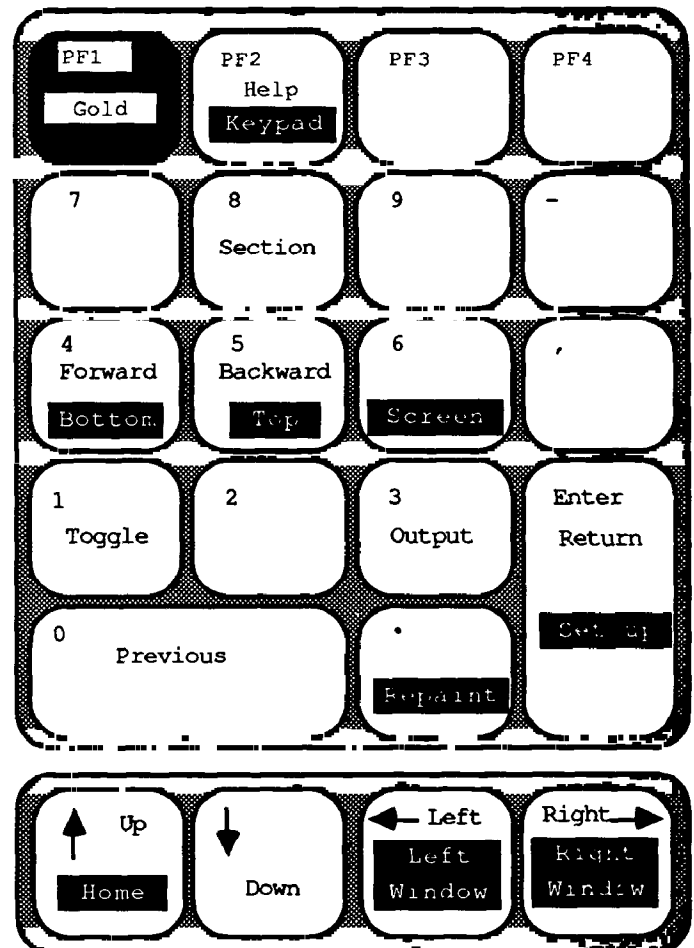 PF1
Gold
PF2
Help
Keypad
PF3
PF4
7
8
Section
9
-
4
Forward
Bottom
5
Backward
Top
6
Screen
,
1
Toggle
2
3
Output
Enter
Return
Set up
0
Previous
.
Repaint
Up
Home
Down
Left
Left
Window
Right
Right
Window